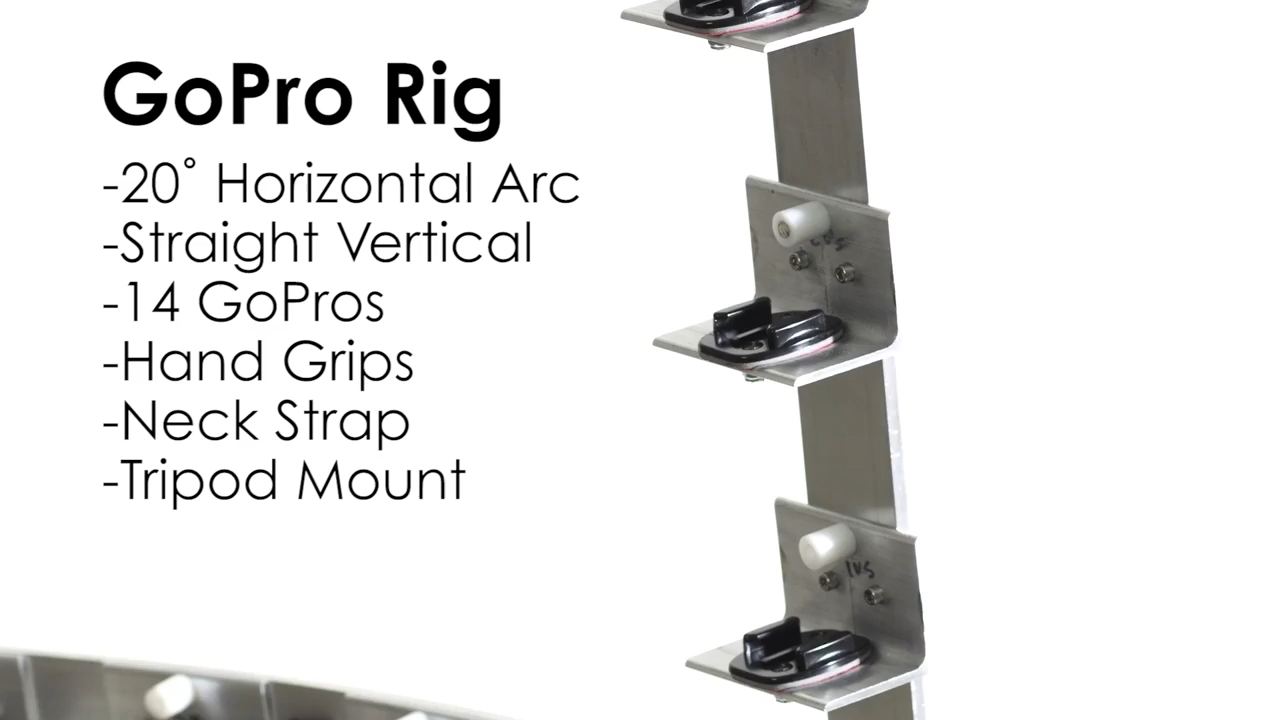 GoPro Rig
-20° Horizontal Arc
-Straight Vertical
-14 GoPros
-Hand Grips
-Neck Strap
-Tripod Mount